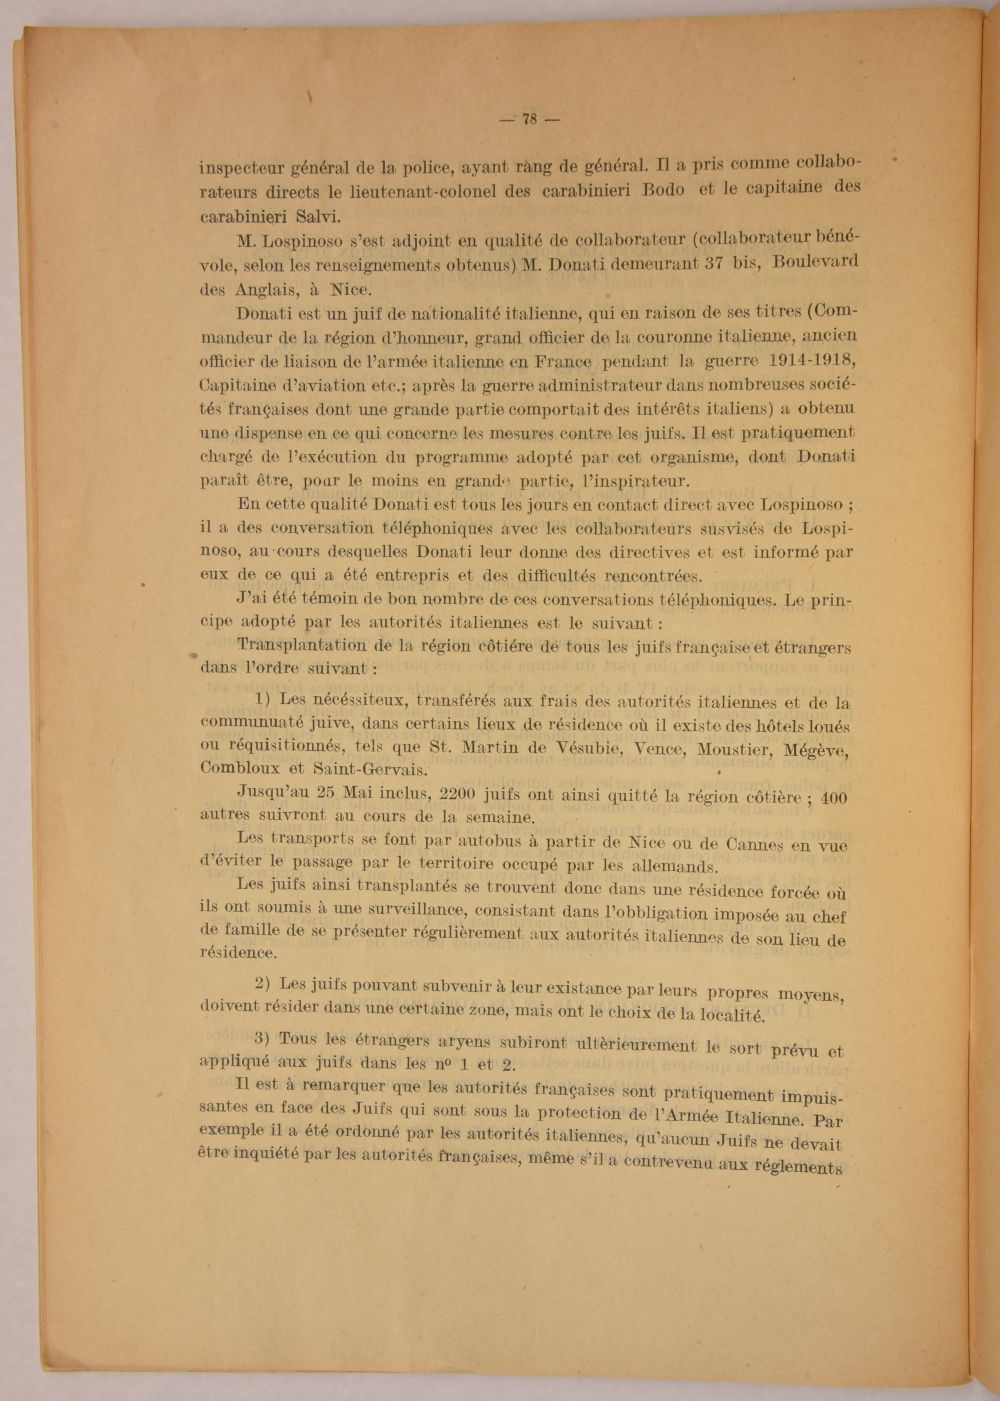 — 78 —
inspecteur général de la police, ayant ràng de général. Il a pris comme collabo-
rateurs directs le lieutenant-colonel des carabinieri Bodo et le capitaine des
carabinieri Salvi.
M. Lospinoso s'est adjoint en qualité de collaborateur (collaborateur béné-
vole, selon les renseignements obtenus) M. Donati demeurant 37 bis, Boulevard
des Anglais, à Nice.
Donati est un juif de nationalité italienne, qui en raison de ses titres (Com-
mandeur de la région d'honneur, grand officier de la couronne italienne, ancien
officier de liaison de l'armée italienne en France pendant la guerre 1914-1918,
Capitaine d'aviation etc.; après la guerre administrateur dans nombreuses socié-
tés françaises dont une grande partie comportait des intérêts italiens) a obtenu
une dispense en ce qui concerne les mesures contre les juifs. Il est pratiquement
chargé de l'exécution du programme adopté par cet organisme, dont Donati
paraît être, pour le moins en grande partie, l'inspirateur.
En cette qualité Donati est tous les jours en contact direct avec Lospinoso ;
il a des conversation téléphoniques avec les collaborateurs susvisés de Lospi-
noso, au cours desquelles Donati leur donne des directives et est informé par
eux de ce qui a été entrepris et des difficultés rencontrées.
J'ai été témoin de bon nombre de ces conversations téléphoniques. Le prin-
cipe adopté par les autorités italiennes est le suivant :
Transplantation de la région côtiére de tous les juifs française et étrangers
dans l'ordre suivant :
1) Les nécéssiteux, transférés aux frais des autorités italiennes et de la
communuaté juive, dans certains lieux de résidence où il existe des hôtels loués
ou réquisitionnés, tels que St. Martin de Vésubie, Vence, Moustier, Mégève,
Combloux et Saint-Gervais.
Jusqu'au 25 Mai inclus, 2200 juifs ont ainsi quitté la région côtière ; 400
autres suivront au cours de la semaine.
Les transports se font par autobus à partir de Nice ou de Cannes en vue
d'éviter le passage par le territoire occupé par les allemands.
Les juifs ainsi transplantés se trouvent donc dans une résidence forcée où
ils ont soumis à une surveillance, consistant dans l'obbligation imposée au chef
de famille de se présenter régulièrement aux autorités italiennes de son lieu de
résidence.
2) Les juifs pouvant subvenir à leur existance par leurs propres moyens,
doivent résider dans une certaine zone, mais ont le choix de la localité.
3) Tous les étrangers aryens subiront ultèrieurement le sort prévu et
appliqué aux juifs dans les nº 1 et 2.
Il est à remarquer que les autorités françaises sont pratiquement impuis-
santes en face des Juifs qui sont sous la protection de l'Armée Italienne. Par
exemple il a été ordonné par les autorités italiennes, qu'aucun Juifs ne devait
être inquiété par les autorités françaises, même s'il a contrevenu aux réglements